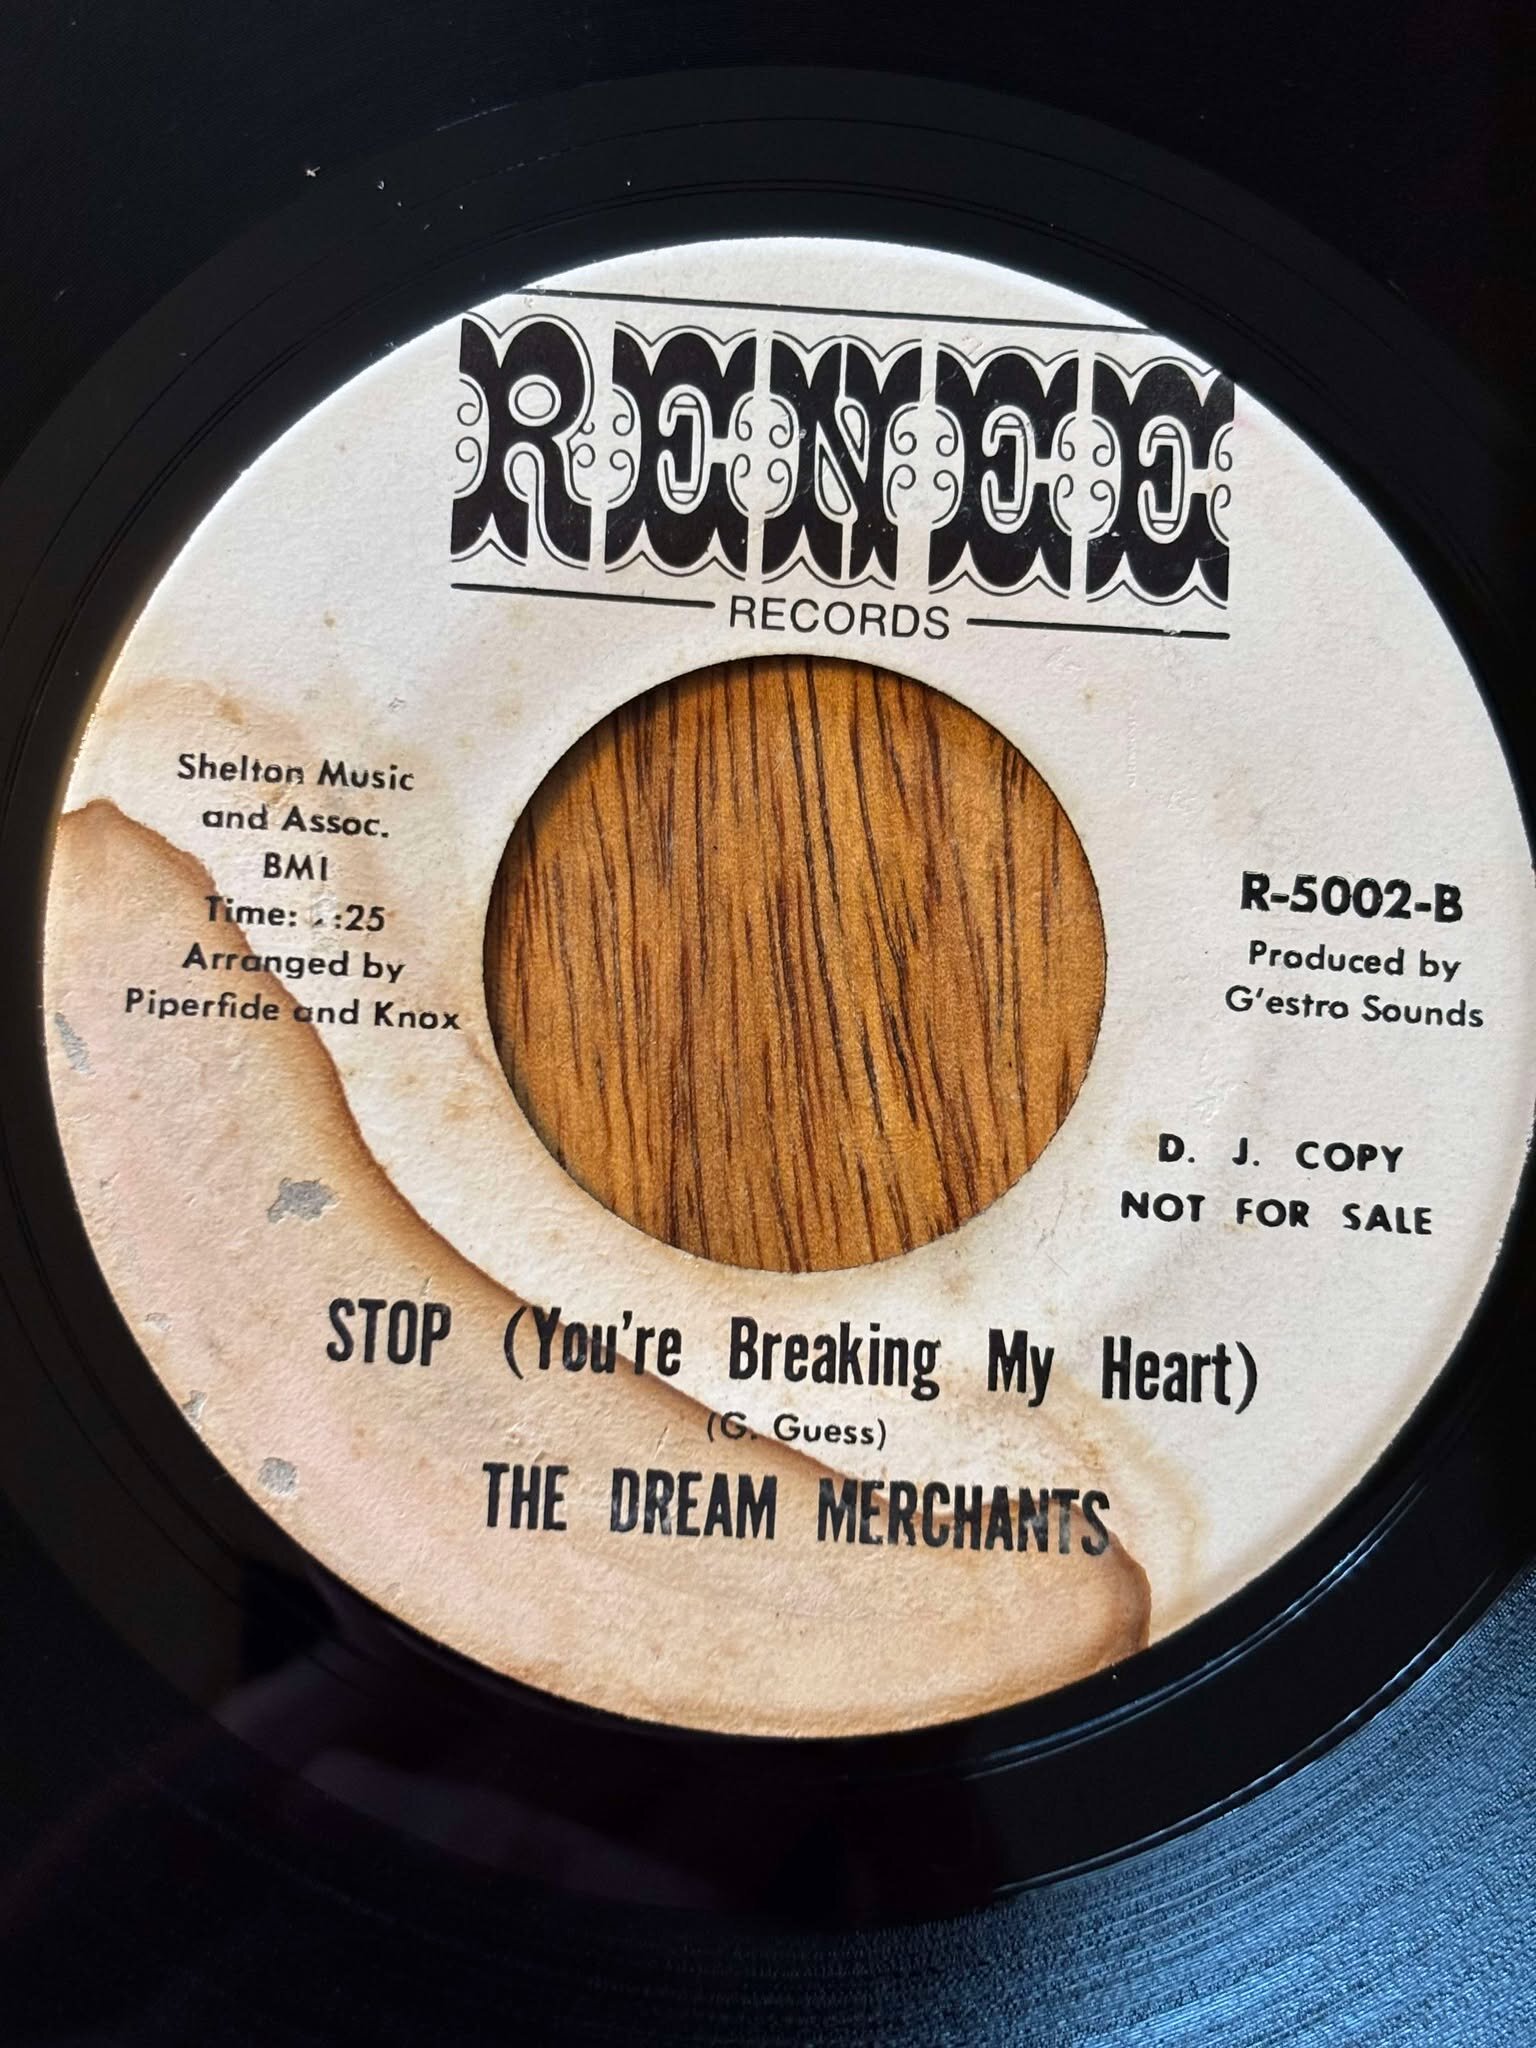 RENEE
RECORDS
Shelton Music
and Assoc.
BMI
Time: :25
Arranged by
Piperfide and Knox
R-5002-B
Produced by
G'estro Sounds
D. J. COPY
NOT FOR SALE
STOP (You're Breaking My Heart)
(G. Guess)
THE DREAM MERCHANTS